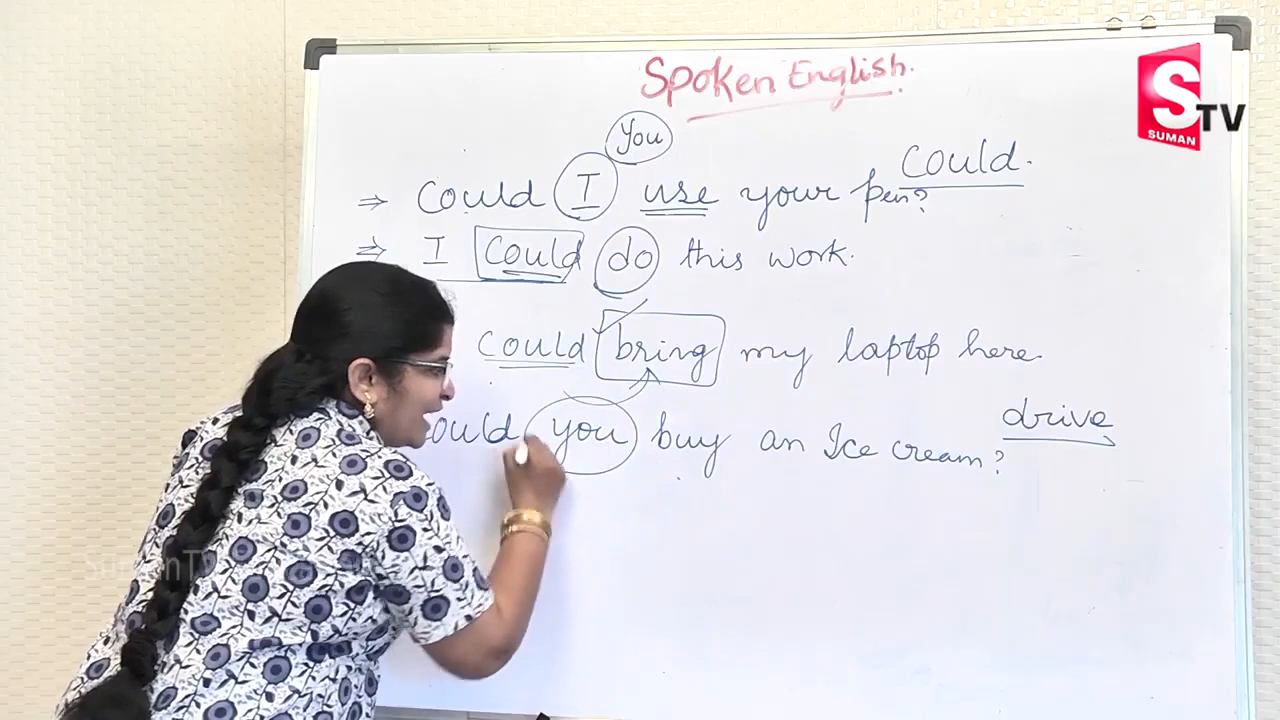 Spoken English.
You
Could.
⇒ Could I use your pen?
⇒ I could do this work.
could bring my laptop here.
drive
ould you buy an Ice cream?
S TV
SUMAN
SumanTV